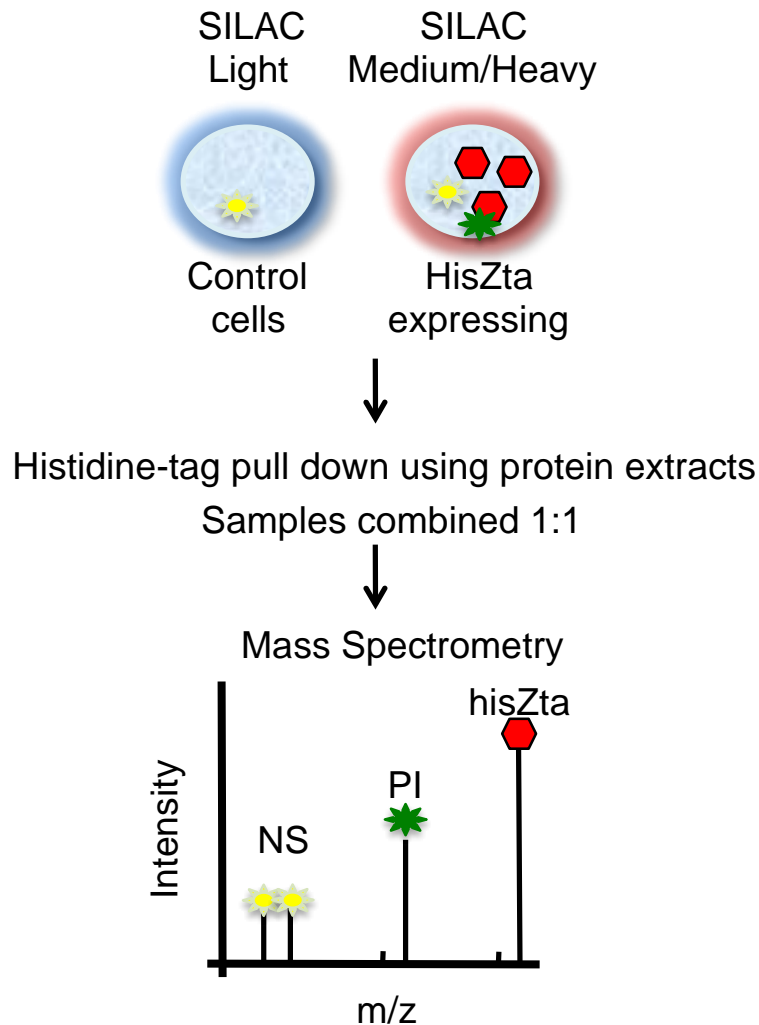 SILAC
Light
SILAC
Medium/Heavy
Control
cells
HisZta
expressing
Histidine-tag pull down using protein extracts
Samples combined 1:1
Mass Spectrometry
hisZta
PI
NS
Intensity
m/z